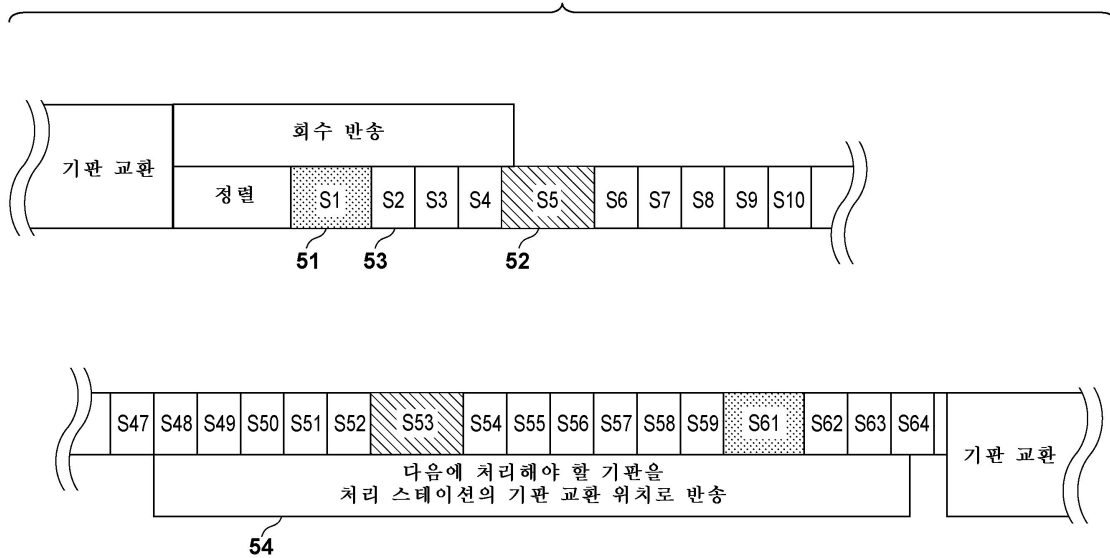 회수 반송
기판 교환
정렬 S1 S2 S3 S4 S5 S6 S7 S8 S9 S10
51 53 52
S47 S48 S49 S50 S51 S52 S53 S54 S55 S56 S57 S58 S59 S61 S62 S63 S64
기판 교환
다음에 처리해야 할 기판을
처리 스테이션의 기판 교환 위치로 반송
54